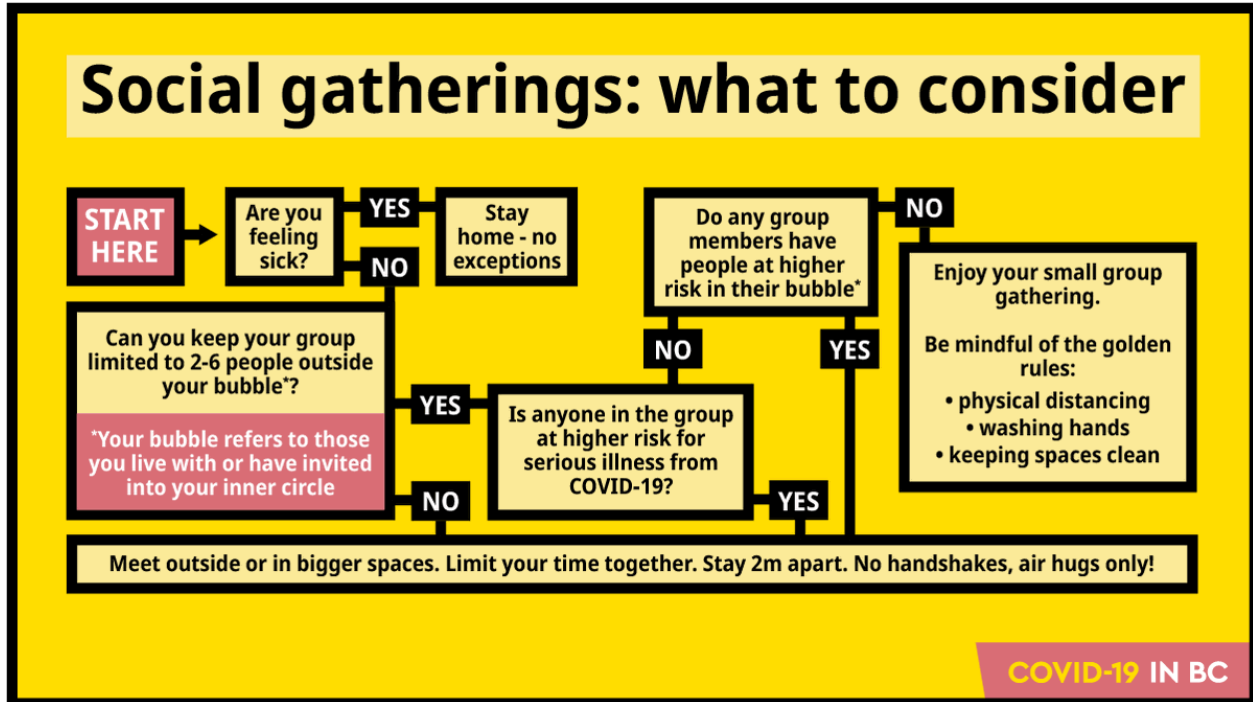 Social gatherings: what to consider
START
HERE
Are you
feeling
sick?
YES
Stay
home - no
exceptions
NO
Can you keep your group
limited to 2-6 people outside
your bubble*?
*Your bubble refers to those
you live with or have invited
into your inner circle
YES
NO
Is anyone in the group
at higher risk for
serious illness from
COVID-19?
NO
YES
Do any group
members have
people at higher
risk in their bubble*
NO
YES
Enjoy your small group
gathering.
Be mindful of the golden
rules:
• physical distancing
• washing hands
• keeping spaces clean
Meet outside or in bigger spaces. Limit your time together. Stay 2m apart. No handshakes, air hugs only!
COVID-19 IN BC